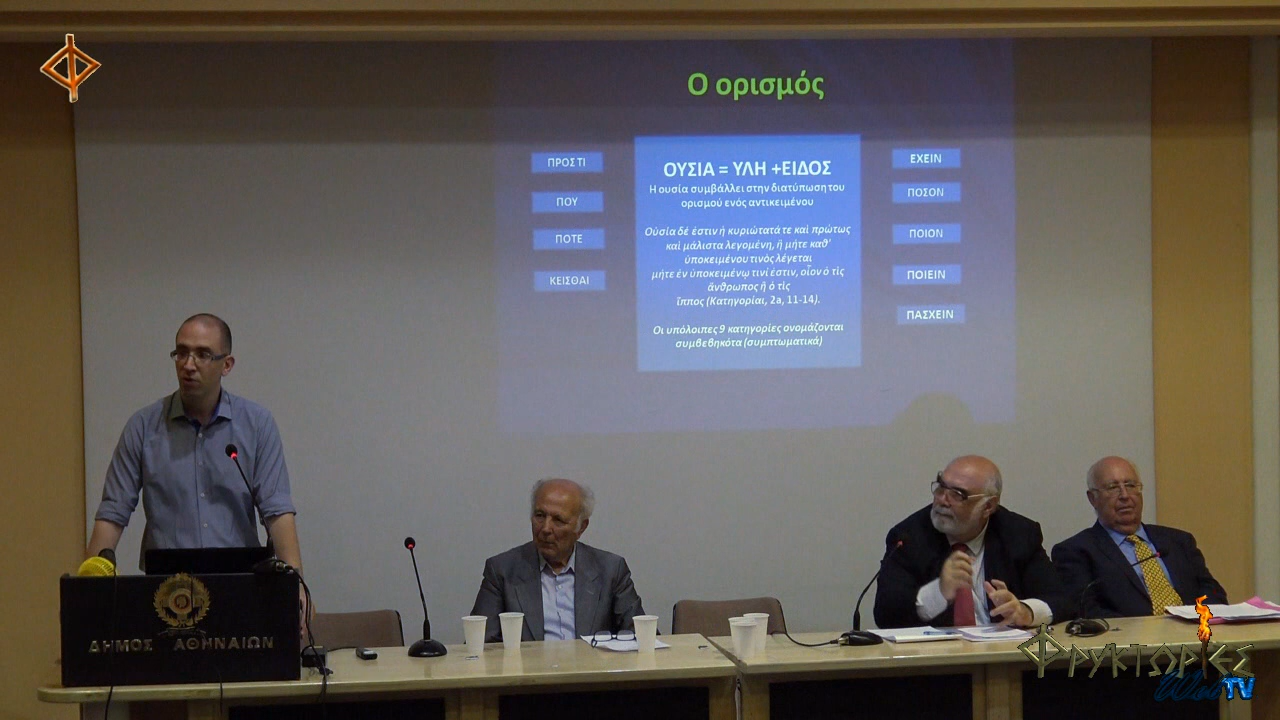 Ο ορισμός
ΠΡΟΣ ΤΙ
ΠΟΥ
ΠΟΤΕ
ΚΕΙΣΘΑΙ
ΟΥΣΙΑ = ΥΛΗ +ΕΙΔΟΣ
Η ουσία συμβάλλει στην διατύπωση του
ορισμού ενός αντικειμένου
Οὐσία δέ ἐστιν ἡ κυριώτατά τε καὶ πρώτως
καὶ μάλιστα λεγομένη, ἣ μήτε καθ᾽
ὑποκειμένου τινὸς λέγεται
μήτε ἐν ὑποκειμένῳ τινί ἐστιν, οἷον ὁ τὶς
ἄνθρωπος ἢ ὁ τὶς
ἵππος (Κατηγορίαι, 2a, 11-14).
Οι υπόλοιπες 9 κατηγορίες ονομάζονται
συμβεβηκότα (συμπτωματικά)
ΕΧΕΙΝ
ΠΟΣΟΝ
ΠΟΙΟΝ
ΠΟΙΕΙΝ
ΠΑΣΧΕΙΝ
ΔΗΜΟΣ ΑΘΗΝΑΙΩΝ
ΦΡΥΚΤΩΡΙΕΣ
Web TV